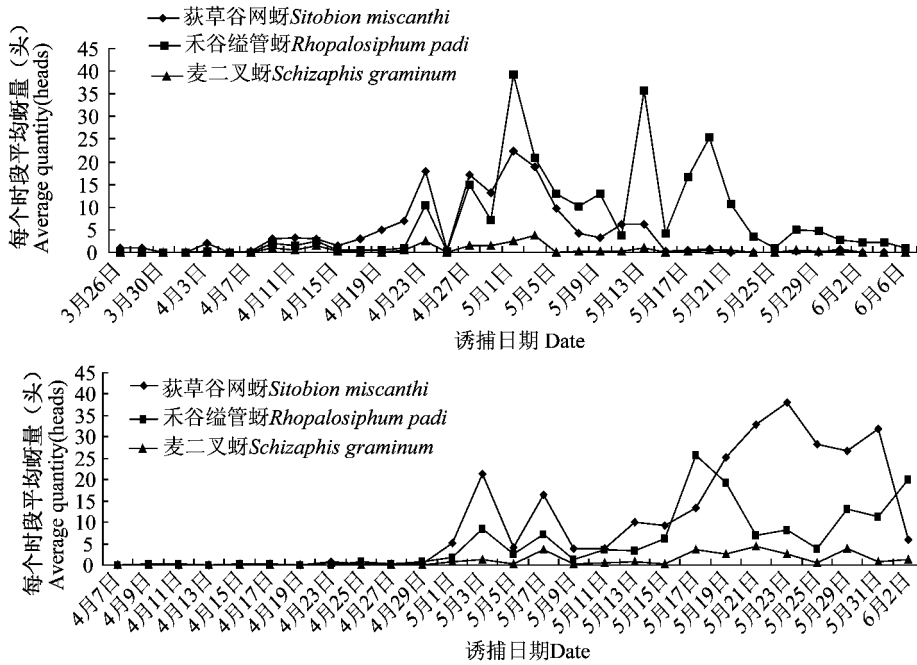 荻草谷网蚜Sitobion miscanthi
禾谷缢管蚜Rhopalosiphum padi
麦二叉蚜Schizaphis graminum
每个时段平均蚜量（头）
Average quantity(heads)
45
40
35
30
25
20
15
10
5
0
3月26日
3月30日
4月3日
4月7日
4月11日
4月15日
4月19日
4月23日
4月27日
5月1日
5月5日
5月9日
5月13日
5月17日
5月21日
5月25日
5月29日
6月2日
6月6日
诱捕日期 Date
荻草谷网蚜Sitobion miscanthi
禾谷缢管蚜Rhopalosiphum padi
麦二叉蚜Schizaphis graminum
每个时段平均蚜量（头）
Average quantity(heads)
45
40
35
30
25
20
15
10
5
0
4月7日
4月9日
4月11日
4月13日
4月15日
4月17日
4月19日
4月23日
4月25日
4月27日
4月29日
5月1日
5月3日
5月5日
5月7日
5月9日
5月11日
5月13日
5月15日
5月17日
5月19日
5月21日
5月23日
5月25日
5月29日
5月31日
6月2日
诱捕日期Date